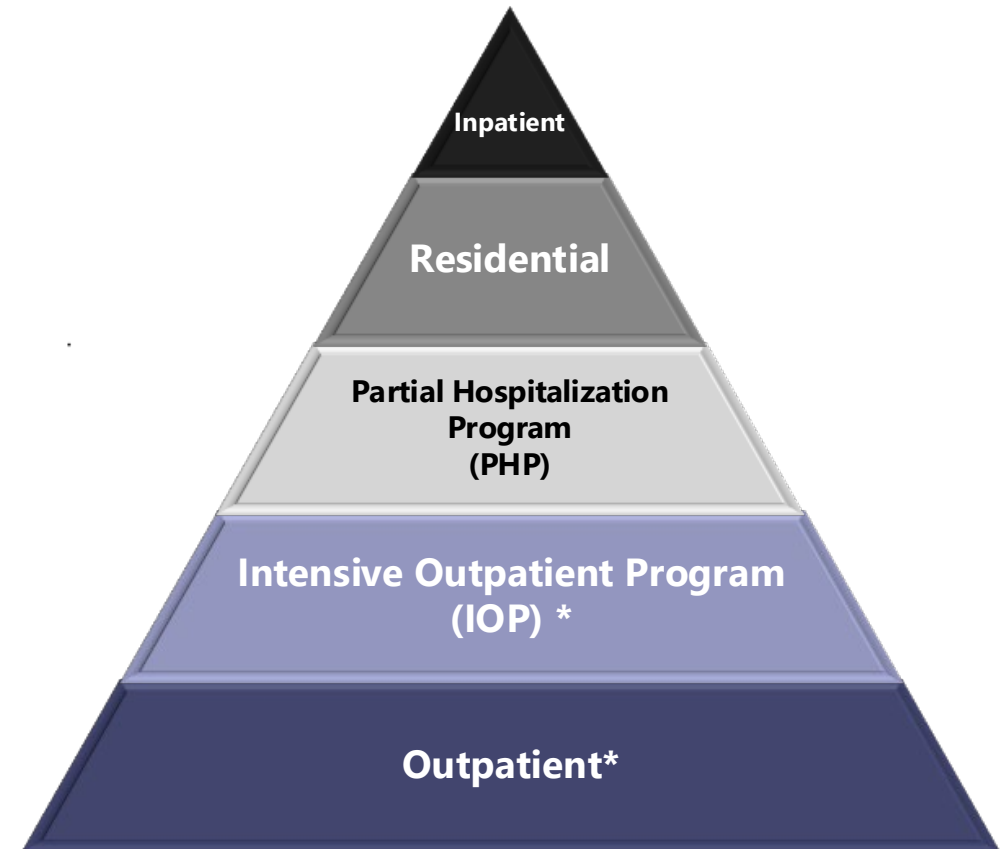 Inpatient
Residential
Partial Hospitalization
Program
(PHP)
Intensive Outpatient Program
(IOP) *
Outpatient*